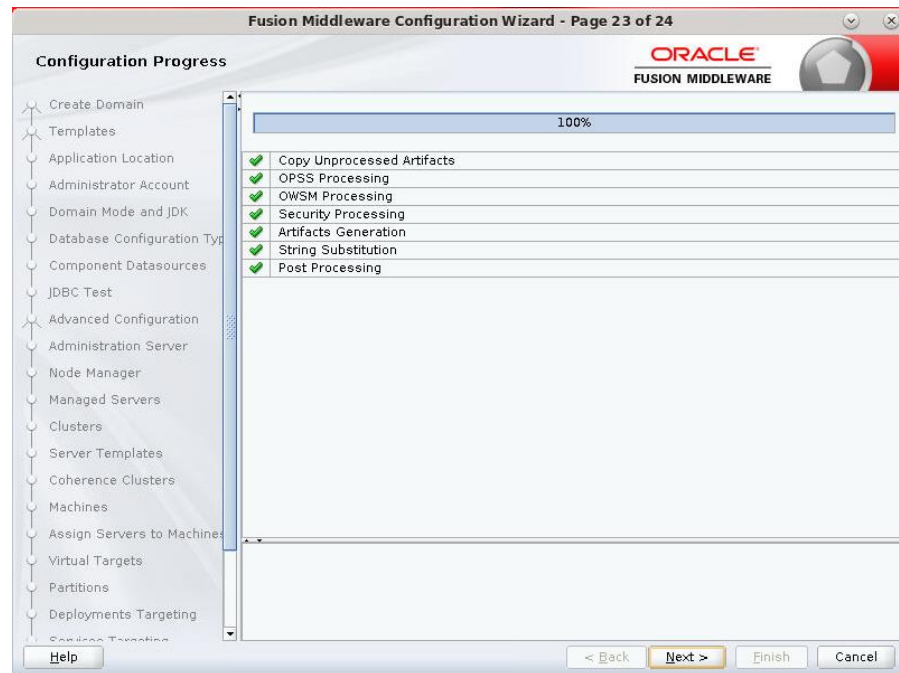 Fusion Middleware Configuration Wizard - Page 23 of 24
Configuration Progress
ORACLE
FUSION MIDDLEWARE
Create Domain
Templates
Application Location
Administrator Account
Domain Mode and JDK
Database Configuration Typ
Component Datasources
JDBC Test
Advanced Configuration
Administration Server
Node Manager
Managed Servers
Clusters
Server Templates
Coherence Clusters
Machines
Assign Servers to Machines
Virtual Targets
Partitions
Deployments Targeting
Services Targeting
100%
Copy Unprocessed Artifacts
OPSS Processing
OWSM Processing
Security Processing
Artifacts Generation
String Substitution
Post Processing
Help
< Back
Next >
Finish
Cancel